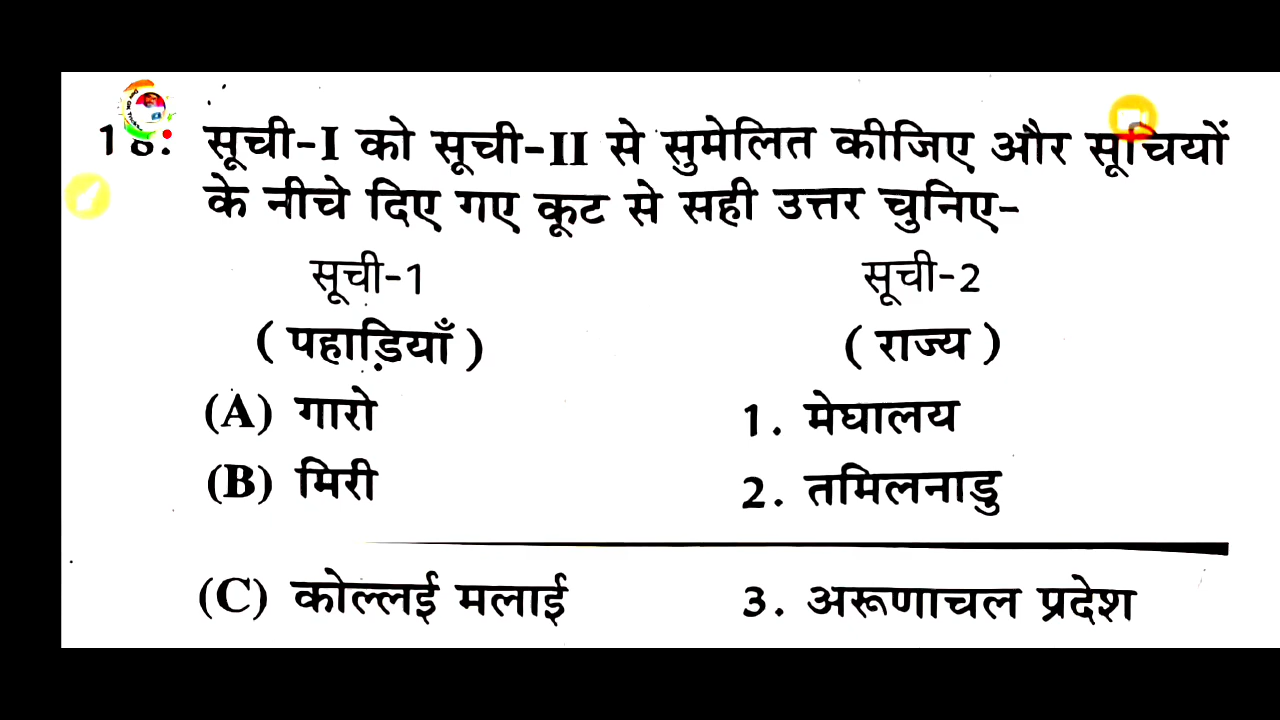 18. सूची-I को सूची-II से सुमेलित कीजिए और सूचियों
के नीचे दिए गए कूट से सही उत्तर चुनिए-
सूची-1 सूची-2
( पहाड़ियाँ ) ( राज्य )
(A) गारो 1. मेघालय
(B) मिरी 2. तमिलनाडु
(C) कोल्लई मलाई 3. अरूणाचल प्रदेश